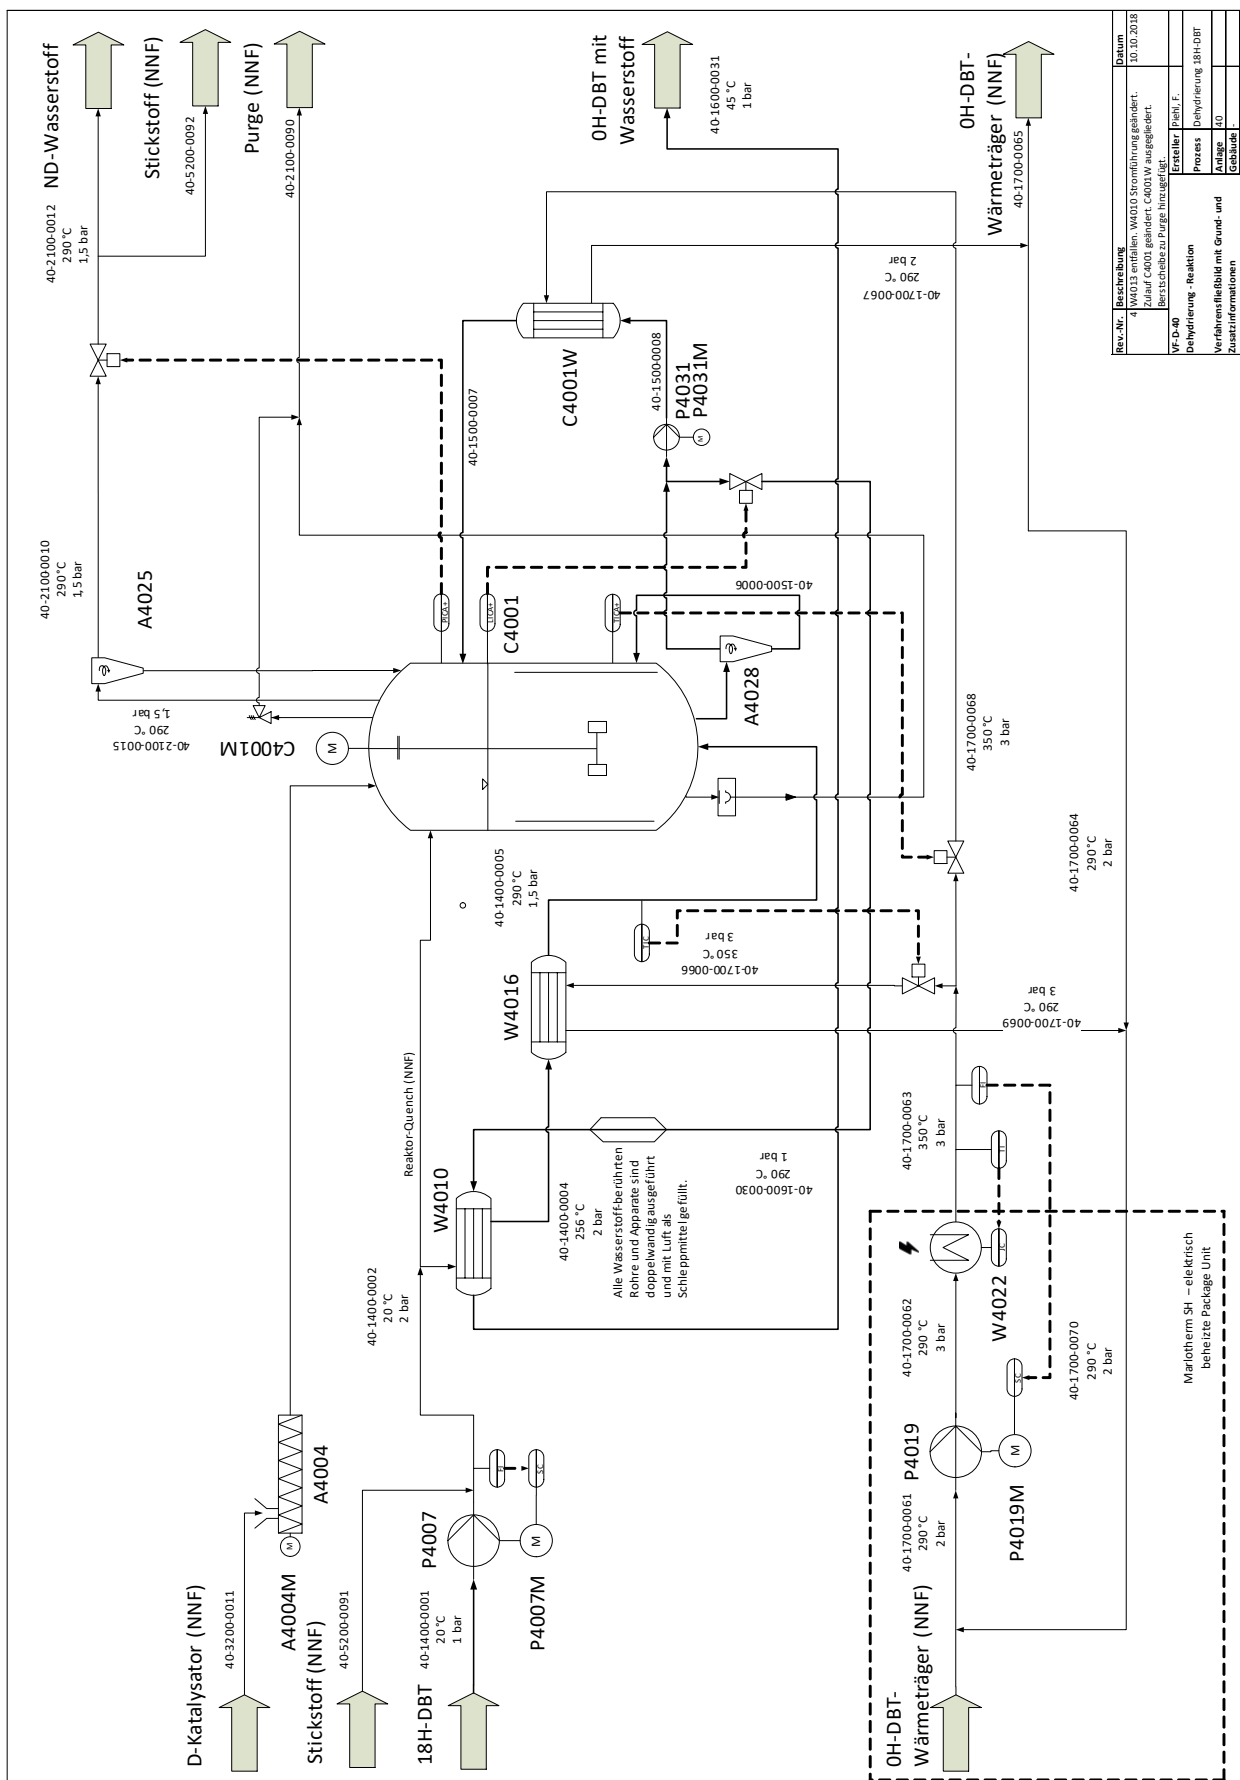 ND-Wasserstoff
Stickstoff (NNF)
Purge (NNF)
0H-DBT mit
Wasserstoff
0H-DBT-
Wärmeträger (NNF)
40-2100-0012
290 °C
1,5 bar
40-5200-0092
40-2100-0090
40-1600-0031
45 °C
1 bar
40-1700-0065
40-2100-0010
290°C
1,5 bar
A4025
40-2100-0015
290 °C
1,5 bar
C4001M
M
PICA+
LICA+
TICA+
C4001
40-1500-0007
C4001W
40-1500-0008
P4031
P4031M
M
40-1700-0067
290 °C
2 bar
40-1500-0006
A4028
40-1700-0068
350 °C
3 bar
40-1700-0064
290 °C
2 bar
40-1400-0005
290 °C
1,5 bar
TIC
W4016
40-1700-0066
350 °C
3 bar
40-1700-0069
290 °C
3 bar
Reaktor-Quench (NNF)
W4010
40-1400-0004
256 °C
2 bar
Alle Wasserstoff-berührten
Rohre und Apparate sind
doppelwandig ausgeführt
und mit Luft als
Schleppmittel gefüllt.
40-1600-0030
290 °C
1 bar
40-1700-0063
350 °C
3 bar
FI
TI
40-1400-0002
20 °C
2 bar
40-1700-0062
290 °C
3 bar
W4022
40-1700-0070
290 °C
2 bar
Marlotherm SH – elektrisch
beheizte Package Unit
A4004
M
A4004M
FI
SC
P4007
M
P4007M
P4019
SC
M
P4019M
40-1700-0061
290 °C
2 bar
D-Katalysator (NNF)
40-3200-0011
Stickstoff (NNF)
40-5200-0091
18H-DBT
40-1400-0001
20 °C
1 bar
0H-DBT-
Wärmeträger (NNF)
Rev.-Nr. Beschreibung Datum
4 W4013 entfallen. W4010 Stromführung geändert. 10.10.2018
Zulauf C4001 geändert. C4001W ausgegliedert.
Berstscheibe zu Purge hinzugefügt.
VF-D-40 Ersteller Piehl, F.
Dehydrierung - Reaktion Prozess Dehydrierung 18H-DBT
Verfahrensfließbild mit Grund- und Anlage 40
Zusatzinformationen Gebäude -